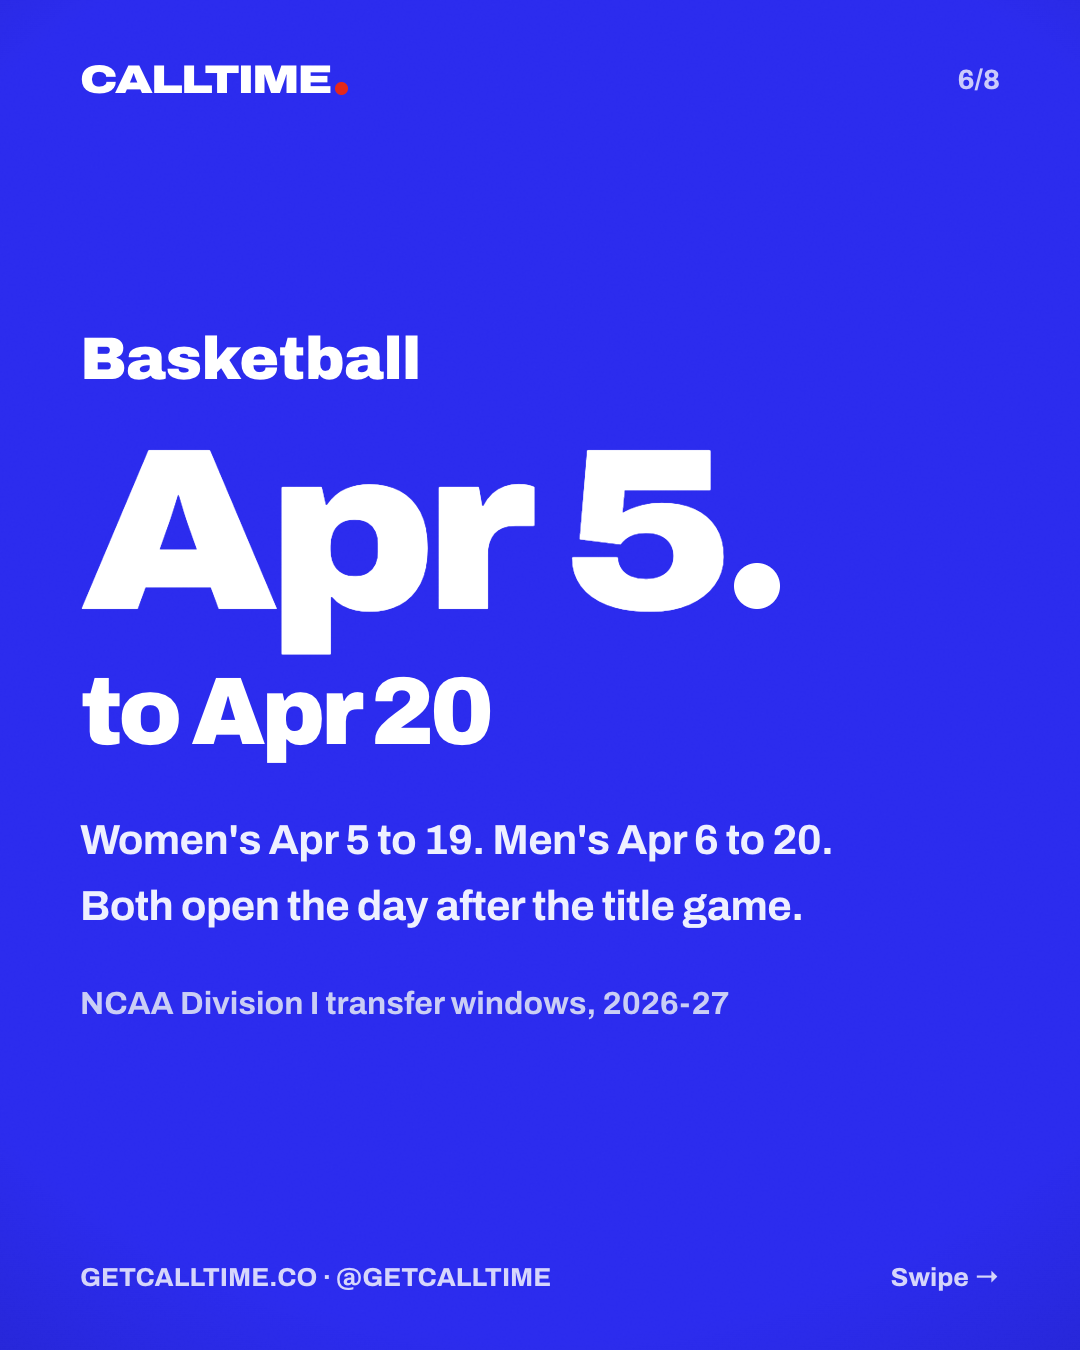 CALLTIME.
6/8
Basketball
Apr 5.
to Apr 20
Women's Apr 5 to 19. Men's Apr 6 to 20.
Both open the day after the title game.
NCAA Division I transfer windows, 2026-27
GETCALLTIME.CO · @GETCALLTIME
Swipe →